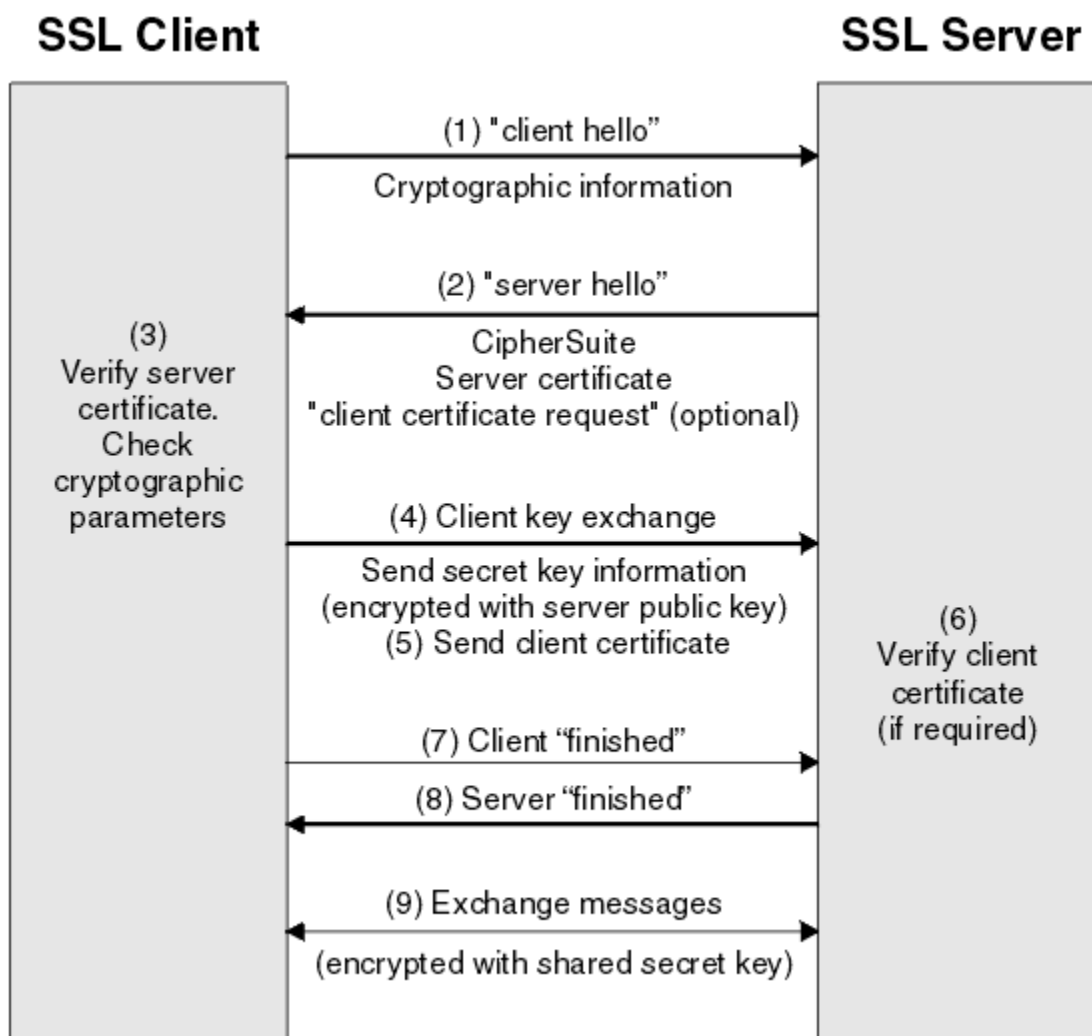 SSL Client
SSL Server
(1) "client hello”
Cryptographic information
(2) "server hello”
CipherSuite
Server certificate
"client certificate request" (optional)
(3)
Verify server
certificate.
Check
cryptographic
parameters
(4) Client key exchange
Send secret key information
(encrypted with server public key)
(5) Send client certificate
(6)
Verify client
certificate
(if required)
(7) Client “finished”
(8) Server “finished”
(9) Exchange messages
(encrypted with shared secret key)